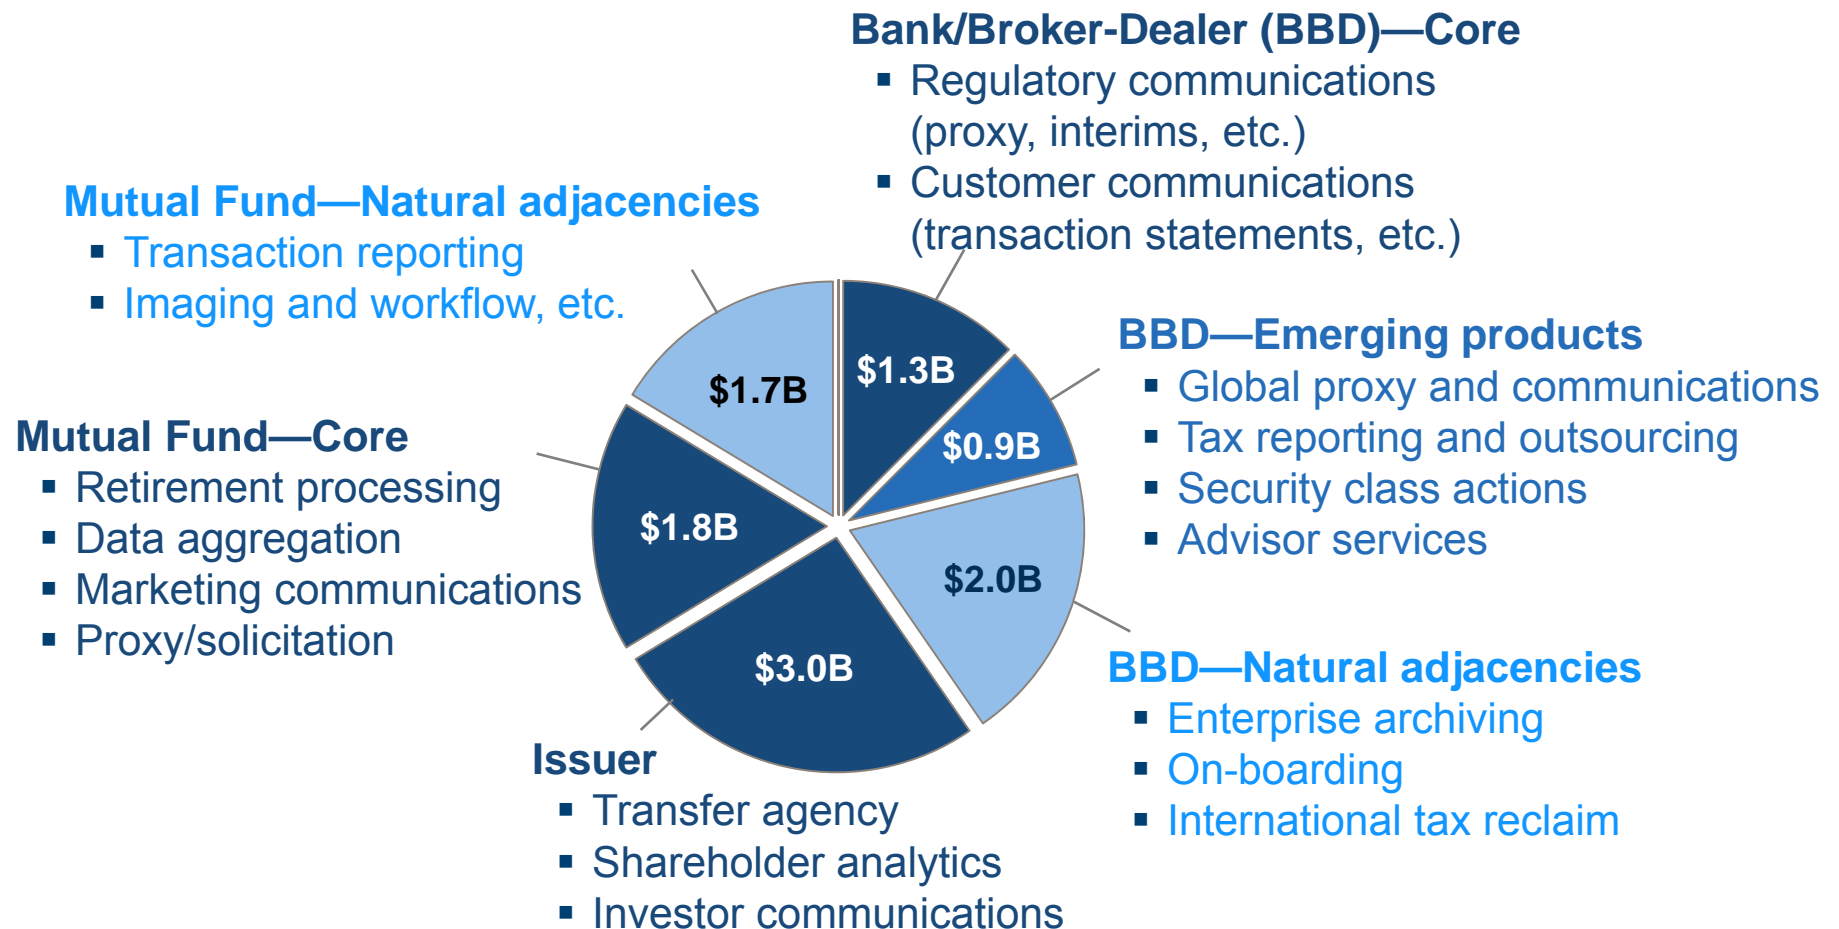 Bank/Broker-Dealer (BBD)—Core
▪ Regulatory communications
(proxy, interims, etc.)
▪ Customer communications
(transaction statements, etc.)
Mutual Fund—Natural adjacencies
▪ Transaction reporting
▪ Imaging and workflow, etc.
BBD—Emerging products
▪ Global proxy and communications
▪ Tax reporting and outsourcing
▪ Security class actions
▪ Advisor services
Mutual Fund—Core
▪ Retirement processing
▪ Data aggregation
▪ Marketing communications
▪ Proxy/solicitation
$1.7B
$1.3B
$0.9B
$1.8B
$2.0B
$3.0B
BBD—Natural adjacencies
▪ Enterprise archiving
▪ On-boarding
▪ International tax reclaim
Issuer
▪ Transfer agency
▪ Shareholder analytics
▪ Investor communications